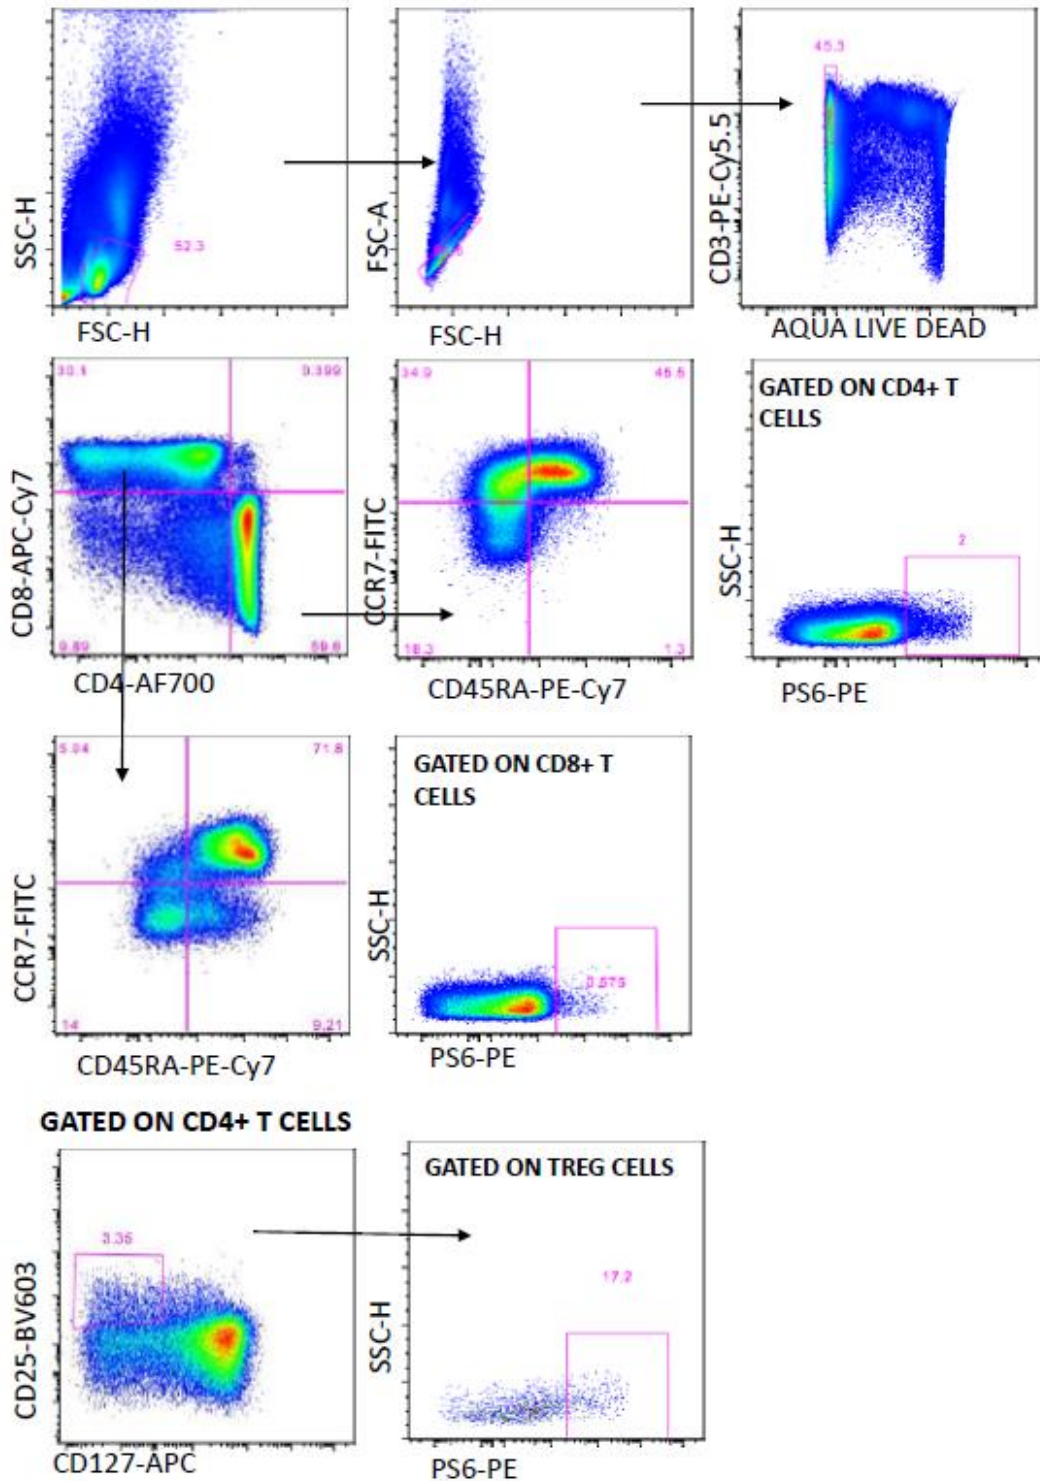 SSC-H
52.3
FSC-H
FSC-A
FSC-H
45.3
CD3-PE-Cy5.5
AQUA LIVE DEAD
30.1
0.399
CD8-APC-Cy7
9.89
59.6
CD4-AF700
34.9
45.5
CCR7-FITC
18.3
1.3
CD45RA-PE-Cy7
GATED ON CD4+ T
CELLS
SSC-H
2
PS6-PE
5.04
71.8
CCR7-FITC
14
9.21
CD45RA-PE-Cy7
GATED ON CD8+ T
CELLS
SSC-H
0.575
PS6-PE
GATED ON CD4+ T CELLS
3.35
CD25-BV603
CD127-APC
GATED ON TREG CELLS
SSC-H
17.2
PS6-PE